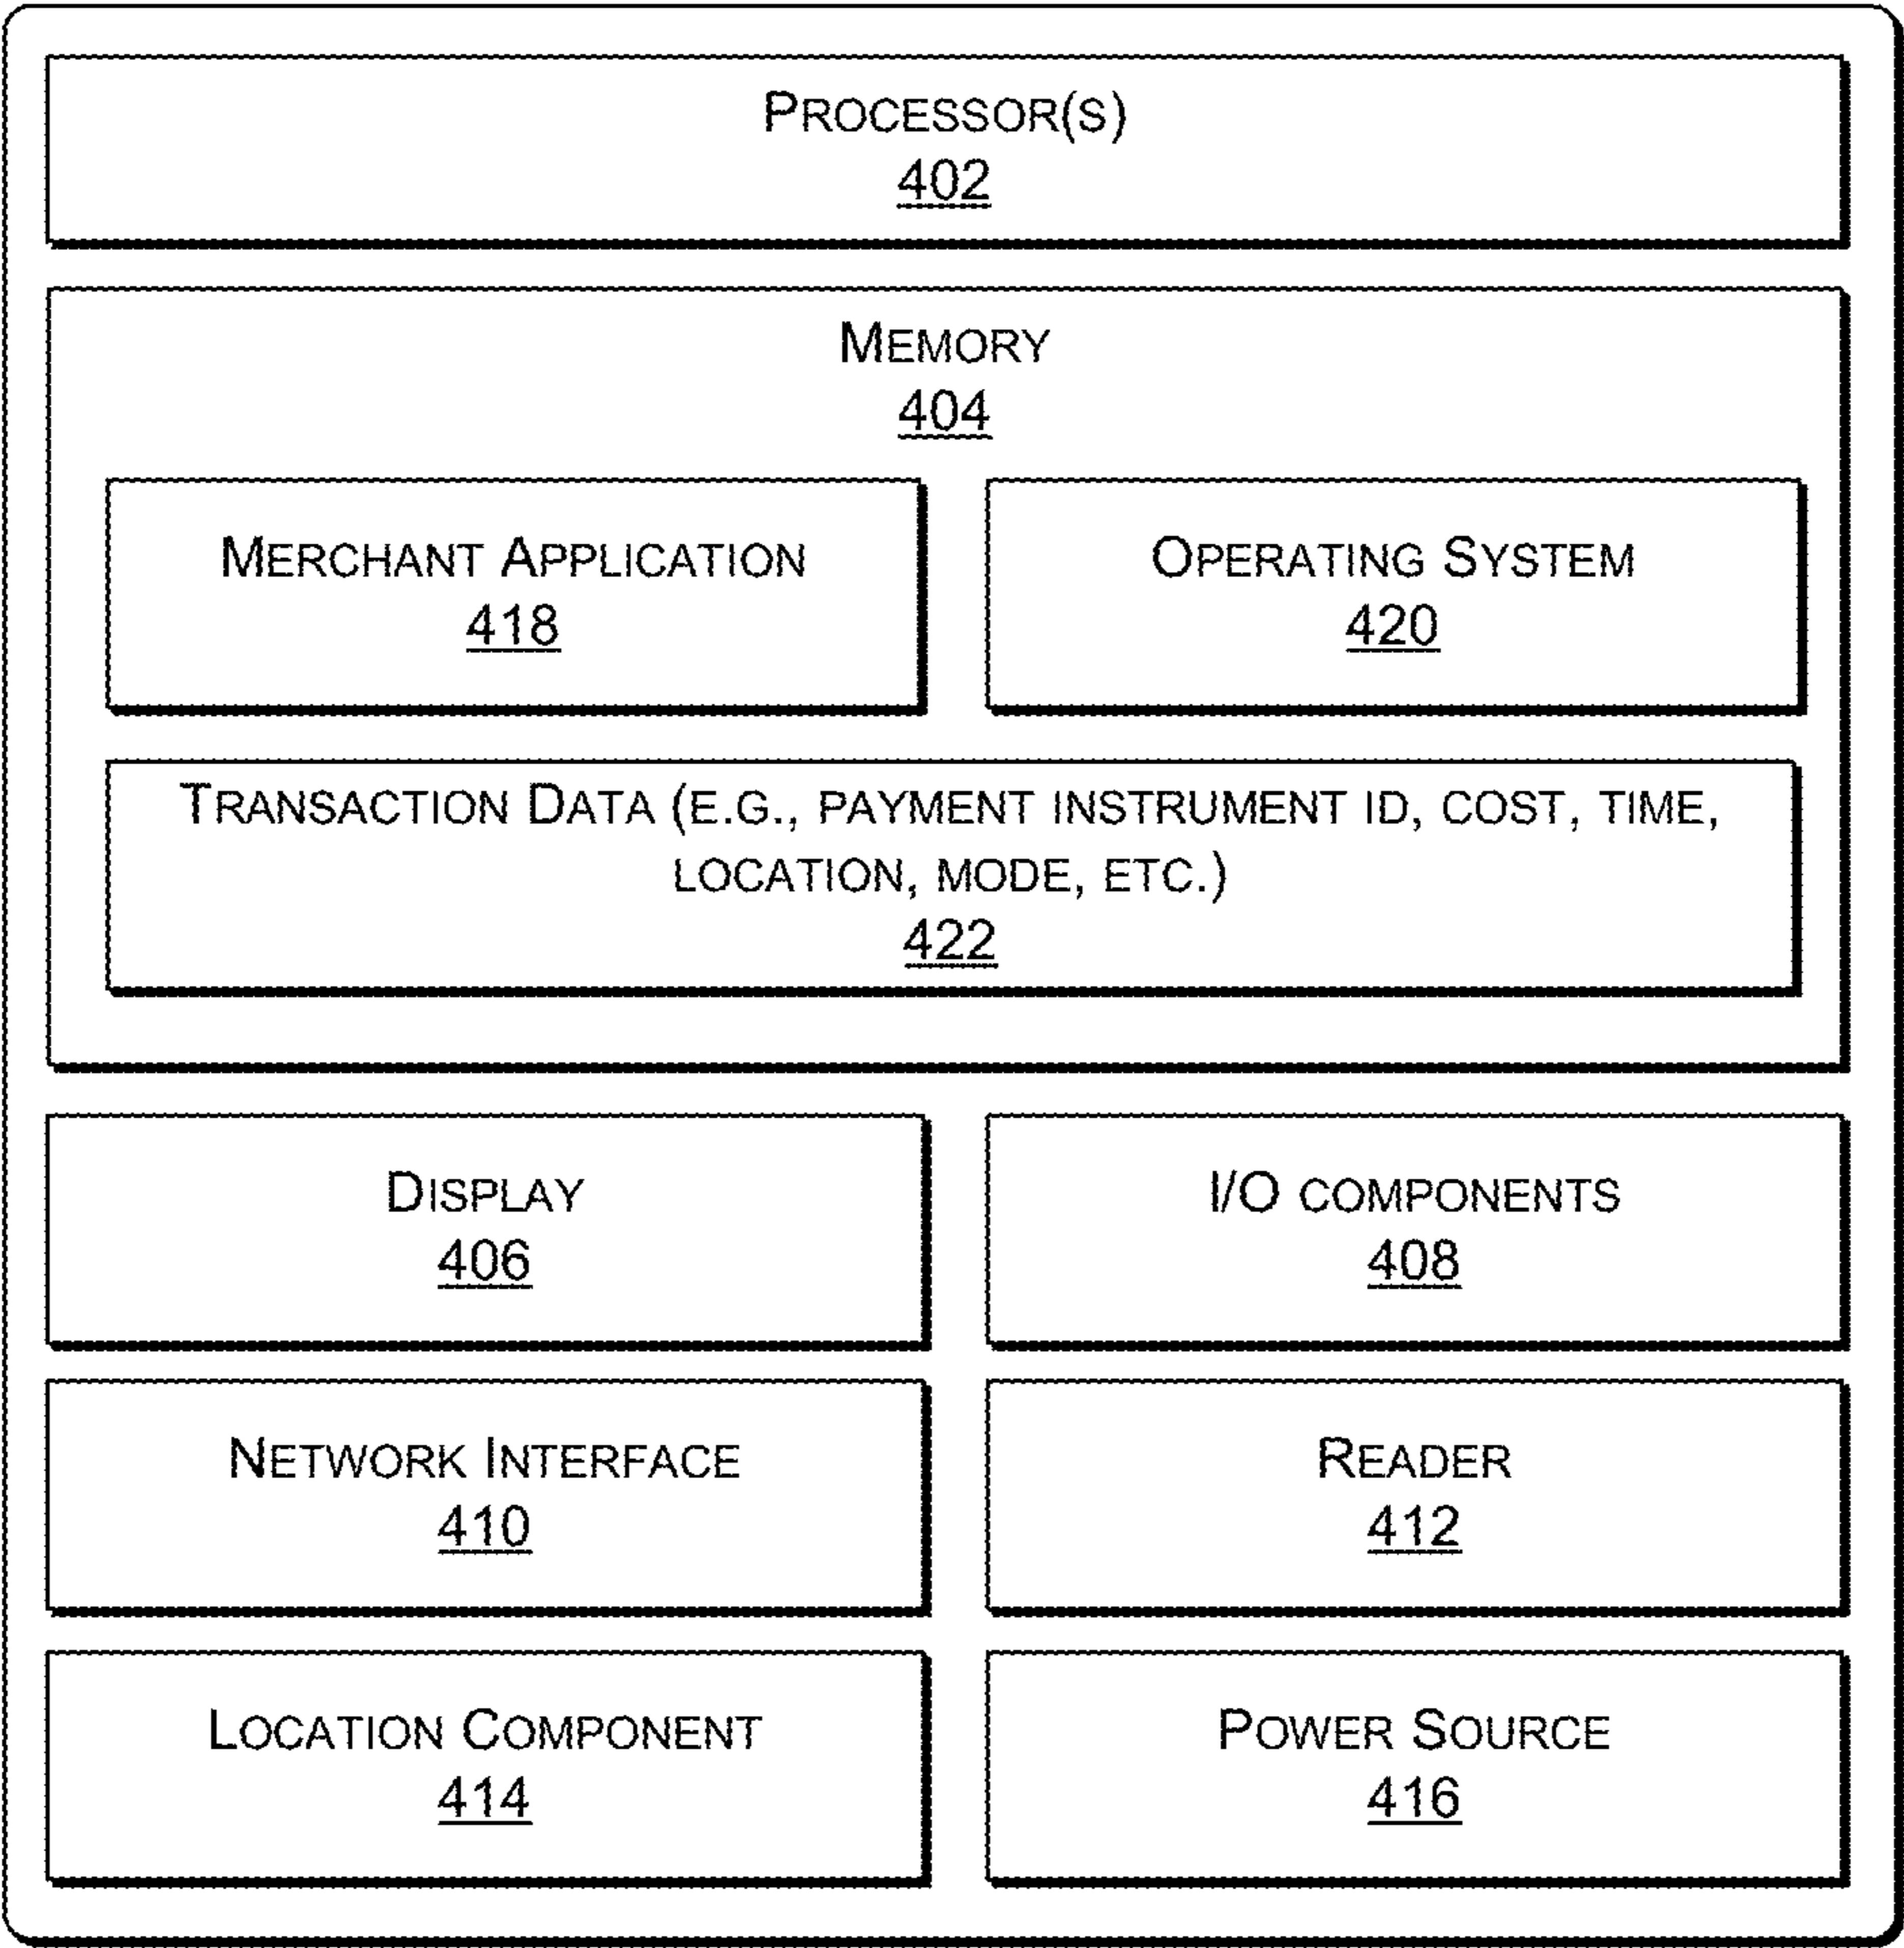 PROCESSOR(S)
402
MEMORY
404
MERCHANT APPLICATION
418
OPERATING SYSTEM
420
TRANSACTION DATA (E.G., PAYMENT INSTRUMENT ID, COST, TIME,
LOCATION, MODE, ETC.)
422
DISPLAY
406
I/O COMPONENTS
408
NETWORK INTERFACE
410
READER
412
LOCATION COMPONENT
414
POWER SOURCE
416